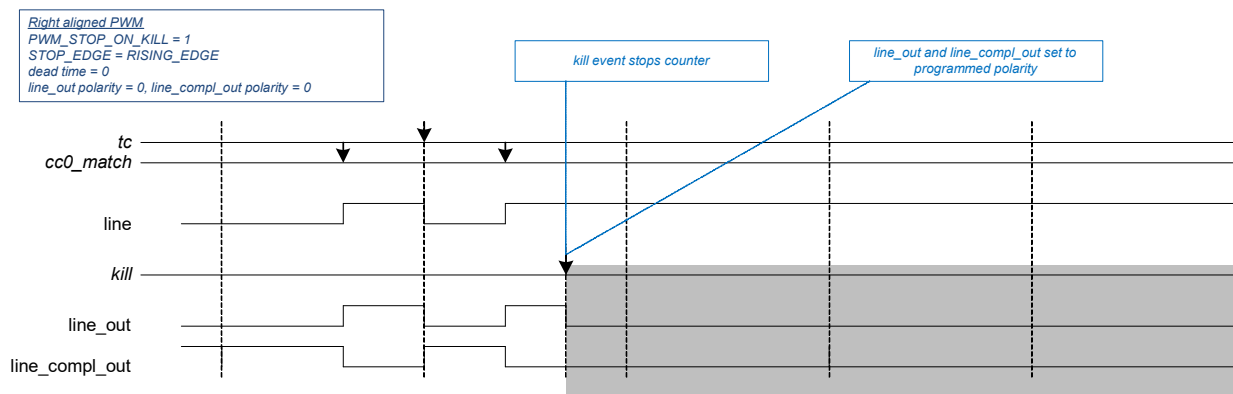 Right aligned PWM
PWM_STOP_ON_KILL = 1
STOP_EDGE = RISING_EDGE
dead time = 0
line_out polarity = 0, line_compl_out polarity = 0
kill event stops counter
line_out and line_compl_out set to
programmed polarity
tc
cc0_match
line
kill
line_out
line_compl_out